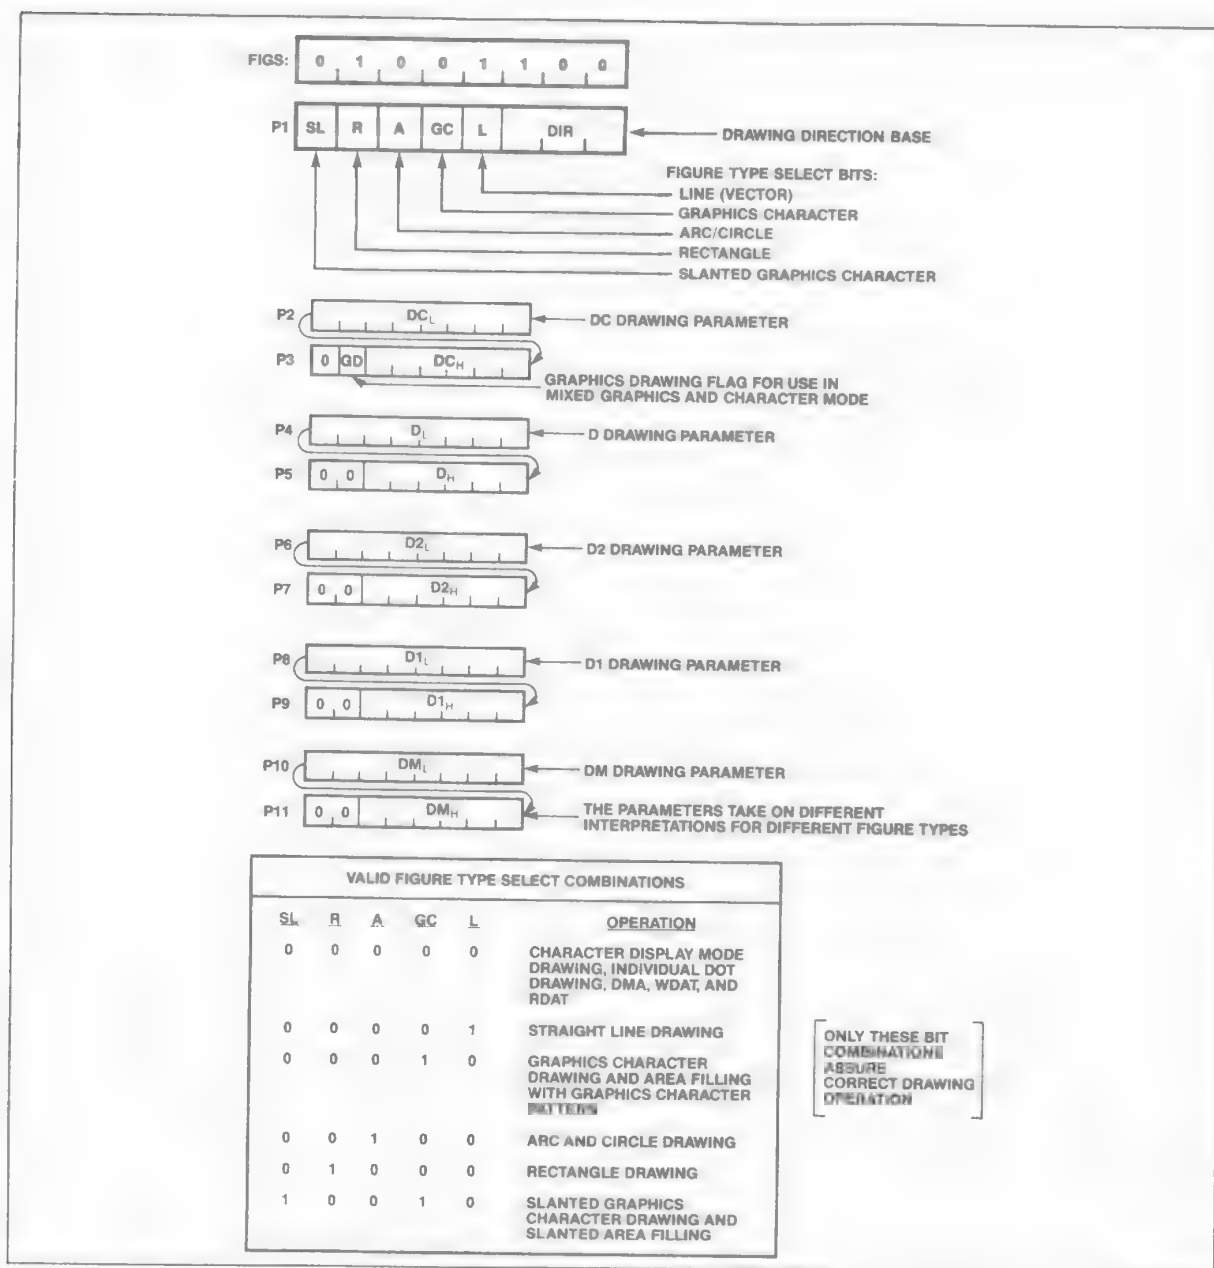 FIGS: 0 1 0 0 1 1 0 0
P1 SL R A GC L DIR DRAWING DIRECTION BASE
FIGURE TYPE SELECT BITS:
LINE (VECTOR)
GRAPHICS CHARACTER
ARC/CIRCLE
RECTANGLE
SLANTED GRAPHICS CHARACTER
P2 DCL DC DRAWING PARAMETER
P3 0 GD DCH
GRAPHICS DRAWING FLAG FOR USE IN
MIXED GRAPHICS AND CHARACTER MODE
P4 DL D DRAWING PARAMETER
P5 0 0 DH
P6 D2L D2 DRAWING PARAMETER
P7 0 0 D2H
P8 D1L D1 DRAWING PARAMETER
P9 0 0 D1H
P10 DML DM DRAWING PARAMETER
P11 0 0 DMH THE PARAMETERS TAKE ON DIFFERENT
INTERPRETATIONS FOR DIFFERENT FIGURE TYPES
VALID FIGURE TYPE SELECT COMBINATIONS
SL R A GC L OPERATION
0 0 0 0 0 CHARACTER DISPLAY MODE
DRAWING, INDIVIDUAL DOT
DRAWING, DMA, WDAT, AND
RDAT
0 0 0 0 1 STRAIGHT LINE DRAWING
0 0 0 1 0 GRAPHICS CHARACTER
DRAWING AND AREA FILLING
WITH GRAPHICS CHARACTER
PATTERN
0 0 1 0 0 ARC AND CIRCLE DRAWING
0 1 0 0 0 RECTANGLE DRAWING
1 0 0 1 0 SLANTED GRAPHICS
CHARACTER DRAWING AND
SLANTED AREA FILLING
ONLY THESE BIT
COMBINATIONS
ASSURE
CORRECT DRAWING
OPERATION